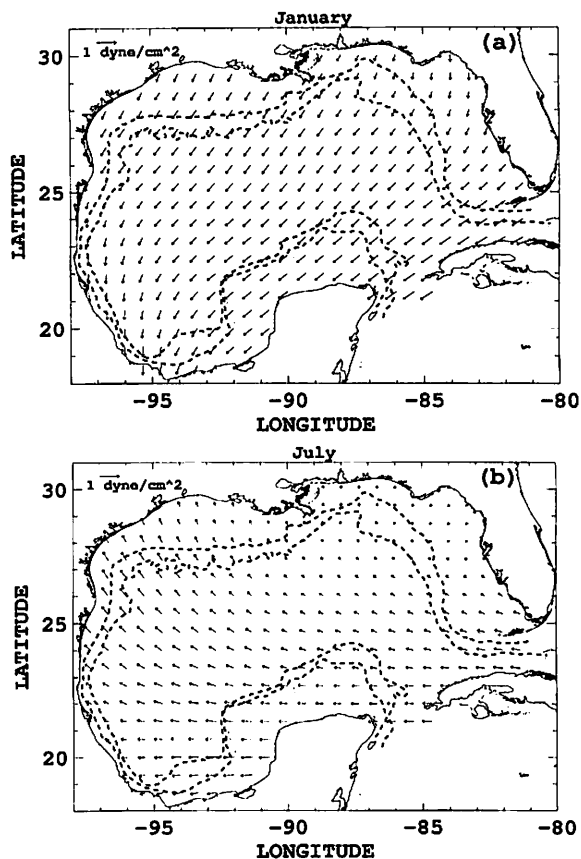 January
(a)
1 dyne/cm^2
30
25
20
LATITUDE
-95
-90
-85
-80
LONGITUDE
July
(b)
1 dyne/cm^2
30
25
20
LATITUDE
-95
-90
-85
-80
LONGITUDE